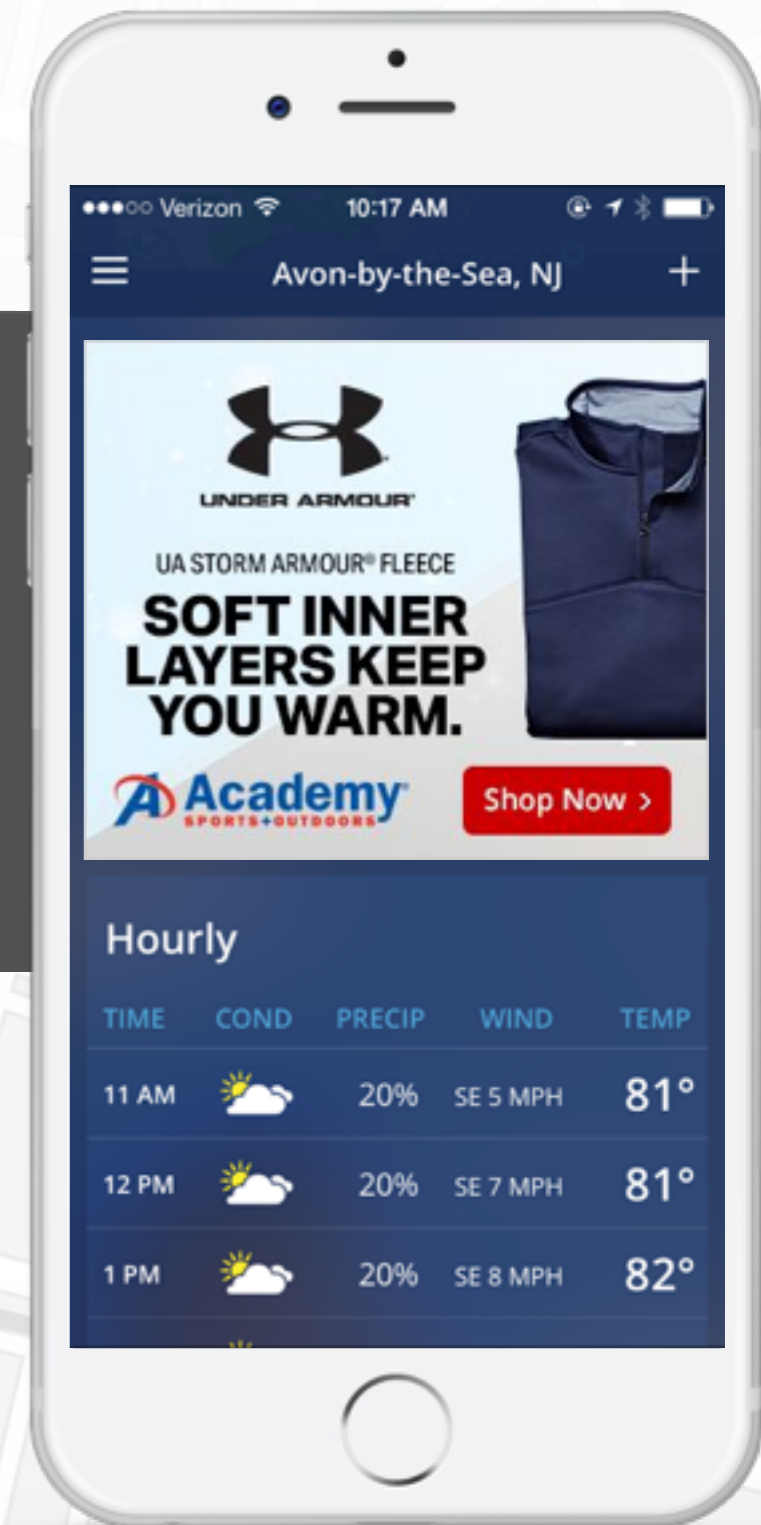 Verizon 10:17 AM
Avon-by-the-Sea, NJ +
UNDER ARMOUR
UA STORM ARMOUR® FLEECE
SOFT INNER
LAYERS KEEP
YOU WARM.
Academy
SPORTS+OUTDOORS
Shop Now >
Hourly
TIME COND PRECIP WIND TEMP
11 AM 20% SE 5 MPH 81°
12 PM 20% SE 7 MPH 81°
1 PM 20% SE 8 MPH 82°